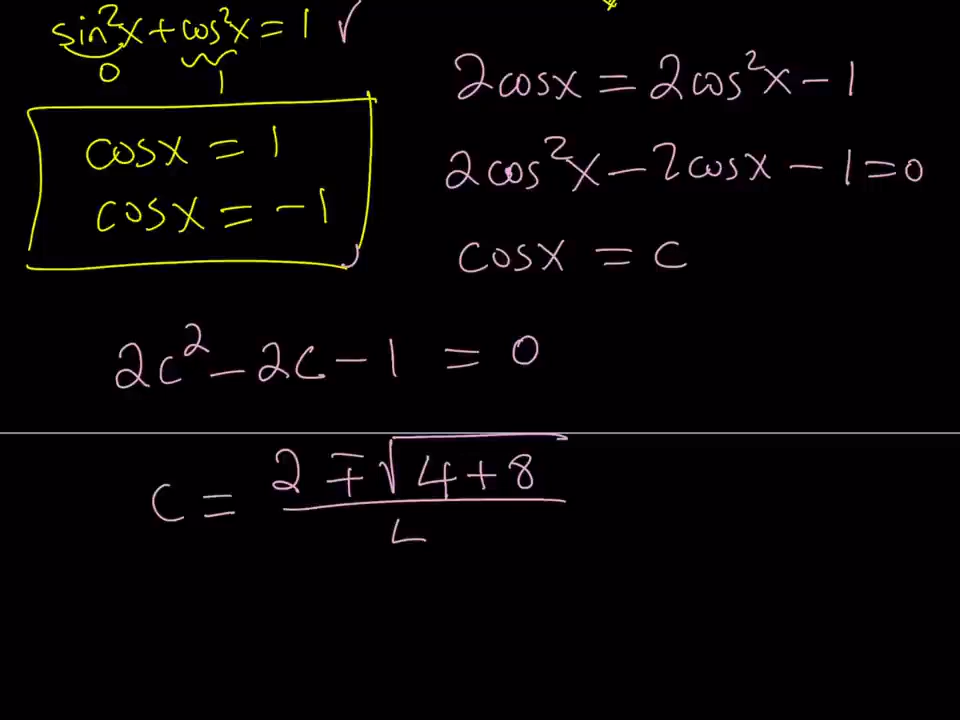 sin²x + cos²x = 1 ✓
0 1
cosx = 1
cosx = -1
2cosx = 2cos²x - 1
2cos²x - 2cosx - 1 = 0
cosx = c
2c² - 2c - 1 = 0
c = (2 ∓ √(4+8)) /